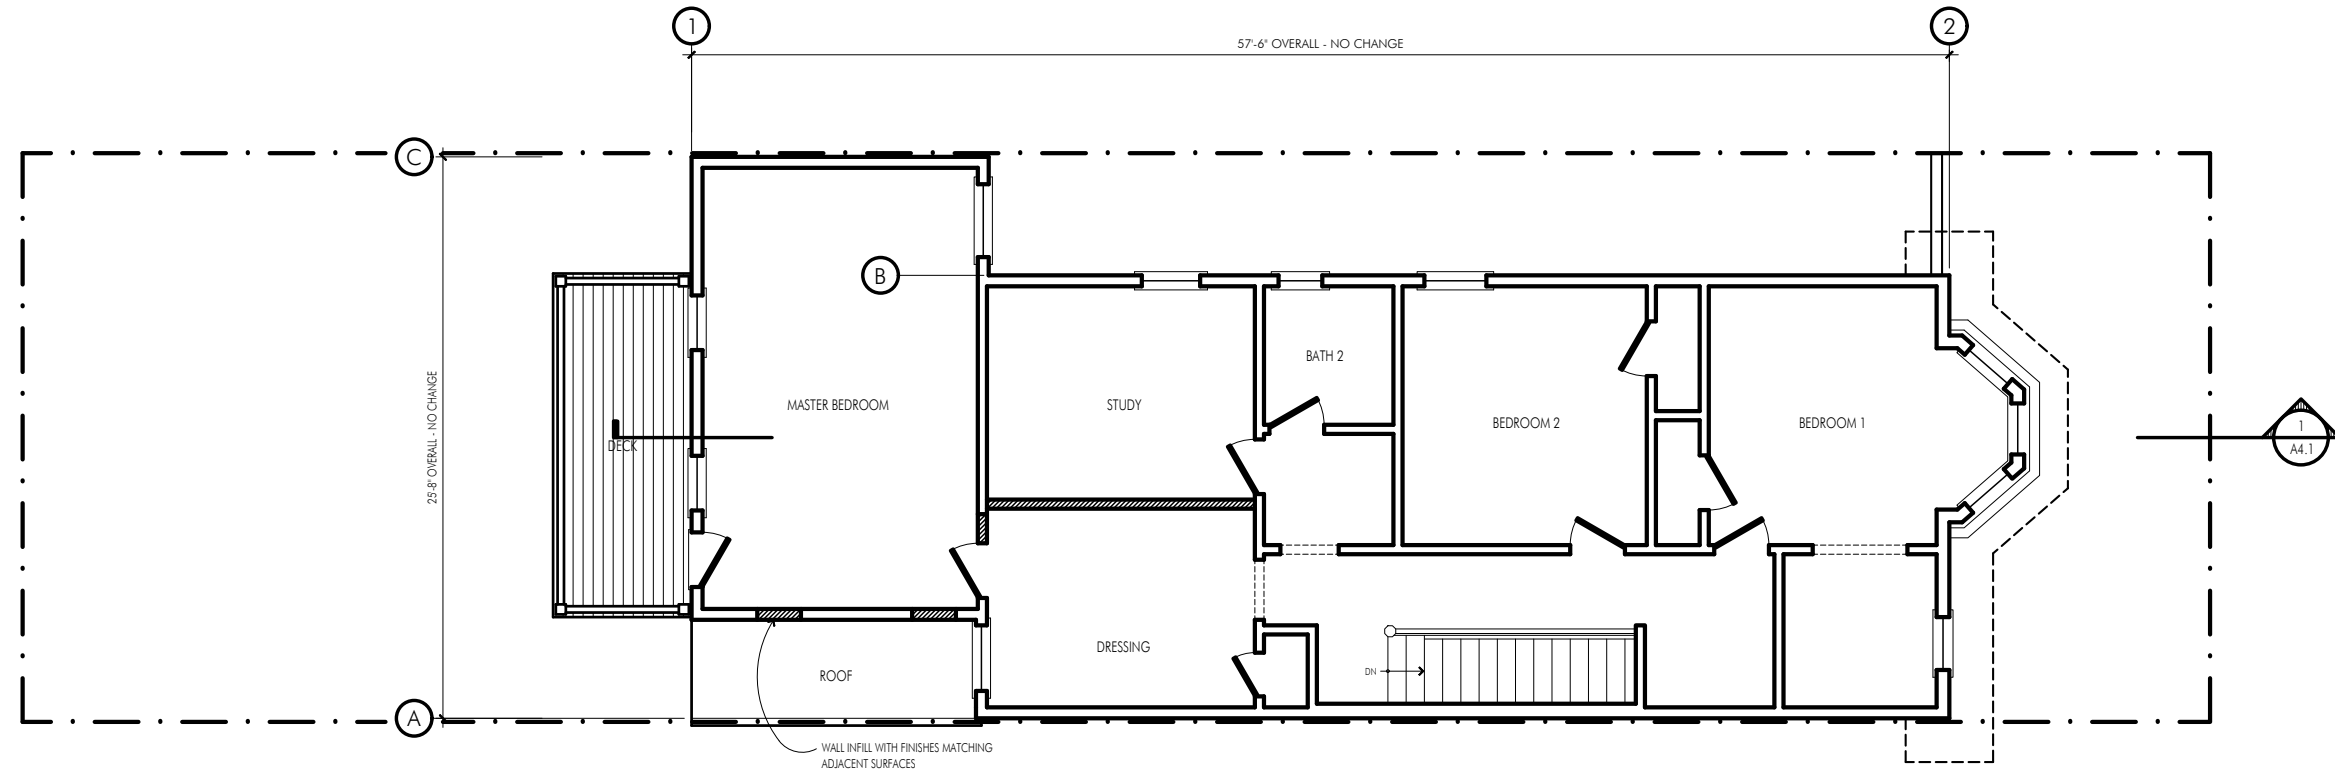 1
2
57'-6" OVERALL - NO CHANGE
C
B
25'-8" OVERALL - NO CHANGE
BATH 2
MASTER BEDROOM
STUDY
BEDROOM 2
BEDROOM 1
DECK
1
A4.1
DRESSING
ROOF
DN
A
WALL INFILL WITH FINISHES MATCHING
ADJACENT SURFACES